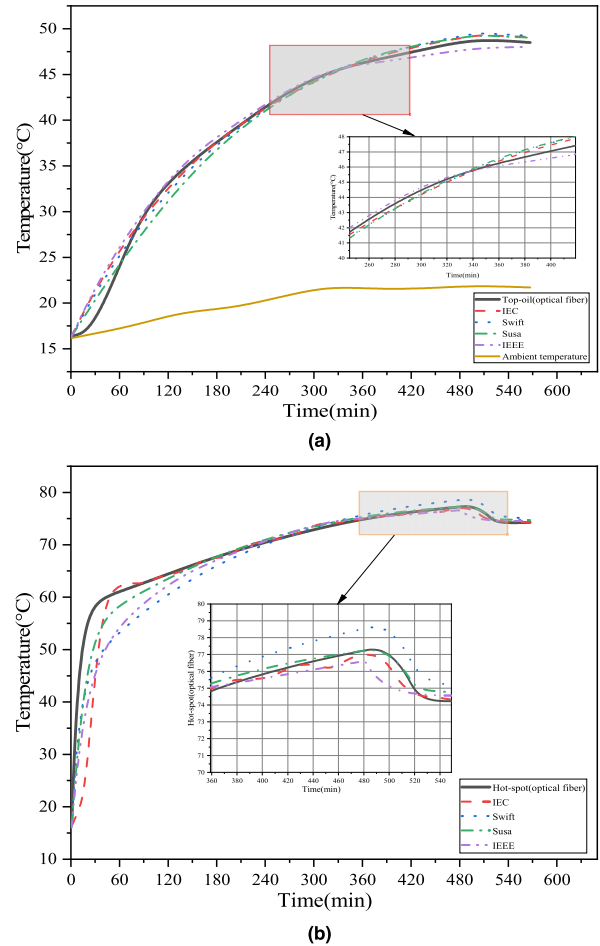 50
45
40
35
30
25
20
15
Temperature(°C)
0 60 120 180 240 300 360 420 480 540 600
Time(min)
48
47
46
45
44
43
42
41
40
Temperature(°C)
260 280 300 320 340 360 380 400
Time(min)
Top-oil(optical fiber)
IEC
Swift
Susa
IEEE
Ambient temperature
(a)
80
70
60
50
40
30
20
10
Temperature(°C)
0 60 120 180 240 300 360 420 480 540 600
Time(min)
80
79
78
77
76
75
74
73
72
71
70
Hot-spot(optical fiber)
360 380 400 420 440 460 480 500 520 540
Time(min)
Hot-spot(optical fiber)
IEC
Swift
Susa
IEEE
(b)